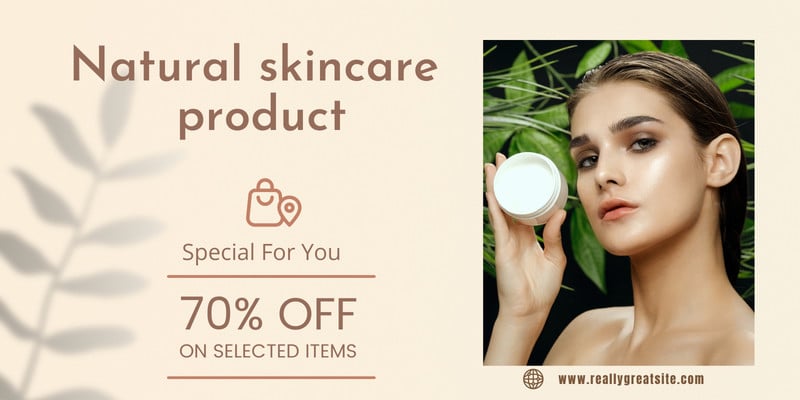 Natural skincare
product
Special For You
70% OFF
ON SELECTED ITEMS
www.reallygreatsite.com